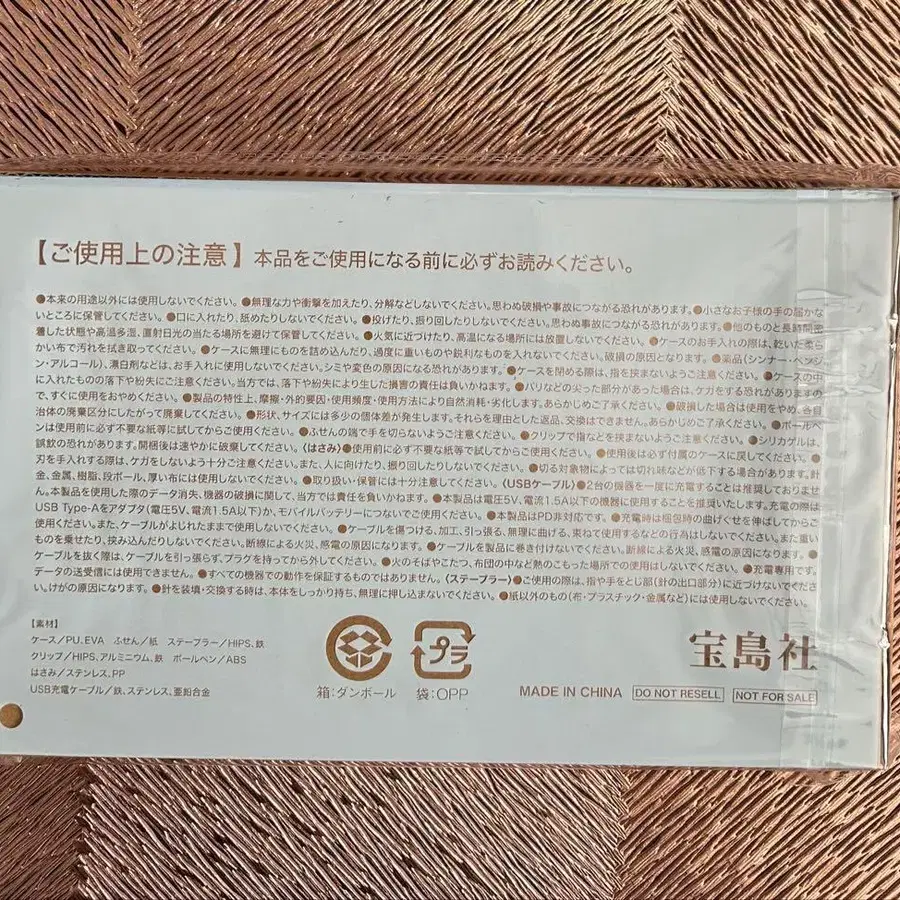 【ご使用上の注意】本品をご使用になる前に必ずお読みください。
●本来の用途以外には使用しないでください。●無理な力や衝撃を加えたり、分解などしないでください。思わぬ破損や事故につながる恐れがあります。●小さなお子様の手の届かな
いところに保管してください。●口に入れたり、舐めたりしないでください。●投げたり、振り回したりしないでください。思わぬ事故につながる恐れがあります。●他のものと長時間密
着した状態や高温多湿、直射日光の当たる場所を避けて保管してください。●火気に近づけたり、高温になる場所には放置しないでください。●ケースのお手入れの際は、乾いた柔ら
かい布で汚れを拭き取ってください。●ケースに無理にものを詰め込んだり、過度に重いものや鋭利なものを入れないでください。破損の原因となります。●薬品(シンナー・ベンジ
ン・アルコール)、漂白剤などは、お手入れに使用しないでください。シミや変色の原因になる恐れがあります。●ケースを閉める際は、指を挟まないようご注意ください。●ケースの中
に入れたものの落下や紛失にご注意ください。当方では、落下や紛失により生した損害の責任は負いかねます。●バリなどの尖った部分があった場合は、ケガをする恐れがありますの
で、すぐに使用をおやめください。●製品の特性上、摩擦・外的要因・使用頻度・使用方法により自然消耗・劣化します。あらかじめご了承ください。●破損した場合は使用をやめ、各自
治体の廃棄区分にしたがって廃棄してください。●形状、サイズには多少の個体差が発生します。それらを理由とした返品、交換はできません。あらかじめご了承ください。●ボールペ
ンは使用前に必ず不要な紙等に試してからご使用ください。●ふせんの端で手を切らないようご注意ください。●クリップで指などを挟まないようご注意ください。●シリカゲルは、
誤飲の恐れがあります。開梱後は速やかに破棄してください。〈はさみ〉●使用前に必ず不要な紙等で試してからご使用ください。●使用後は必ず付属のケースに戻してください。●
刃を手入する際は、ケガをしないよう十分ご注意ください。また、人に向けたり、振り回したりしないでください。●切る対象物によっては切れ味などが低下する場合があります。針
金、金属、樹脂、段ボール、厚い布には使用しないでください。●取り扱い・保管には十分注意してください。〈USBケーブル〉●2台の機器を一度に充電することは推奨しておりませ
ん。本製品を使用した際のデータ消失、機器の破損に関して、当方では責任を負いかねます。●本製品は電圧5V、電流1.5A以下の機器に使用することを推奨いたします。充電の際は
USB Type-Aをアダプタ(電圧5V、電流1.5A以下)か、モバイルバッテリーにつないでご使用ください。●本製品はPD非対応です。●充電時は梱包時の曲げくせを伸ばしてからご
使用ください。また、ケーブルがよじれたまま使用しないでください。●ケーブルを傷つける、加工、引っ張る、無理に曲げる、束ねて使用するなどの行為はしないでください。また重い
ものを乗せたり、挟み込んだりしないでください。断線による火災、感電の原因になります。●ケーブルを製品に巻き付けないでください。断線による火災、感電の原因になります。●
ケーブルを抜く際は、ケーブルを引っ張らず、プラグを持ってから外してください。●火のそばやこたつ、布団の中など熱のこもった場所での使用はしないでください。●充電専用です。
データの送受信には使用できません。●すべての機器での動作を保証するものではありません。〈ステープラー〉●ご使用の際は、指や手をとじ部(針の出口部分)に近づけないでくださ
い。けがの原因になります。●針を装填・交換する時は、本体をしっかり持ち、無理に押し込まないでください。●紙以外のもの(布・プラスチック・金属など)には使用しないでください。
【素材】
ケース/PU、EVA ふせん/紙 ステープラー/HIPS、鉄
クリップ/HIPS、アルミニウム、鉄 ボールペン/ABS
はさみ/ステンレス、PP
USB充電ケーブル/鉄、ステンレス、亜鉛合金
プラ
箱:ダンボール 袋:OPP
宝島社
MADE IN CHINA DO NOT RESELL NOT FOR SALE